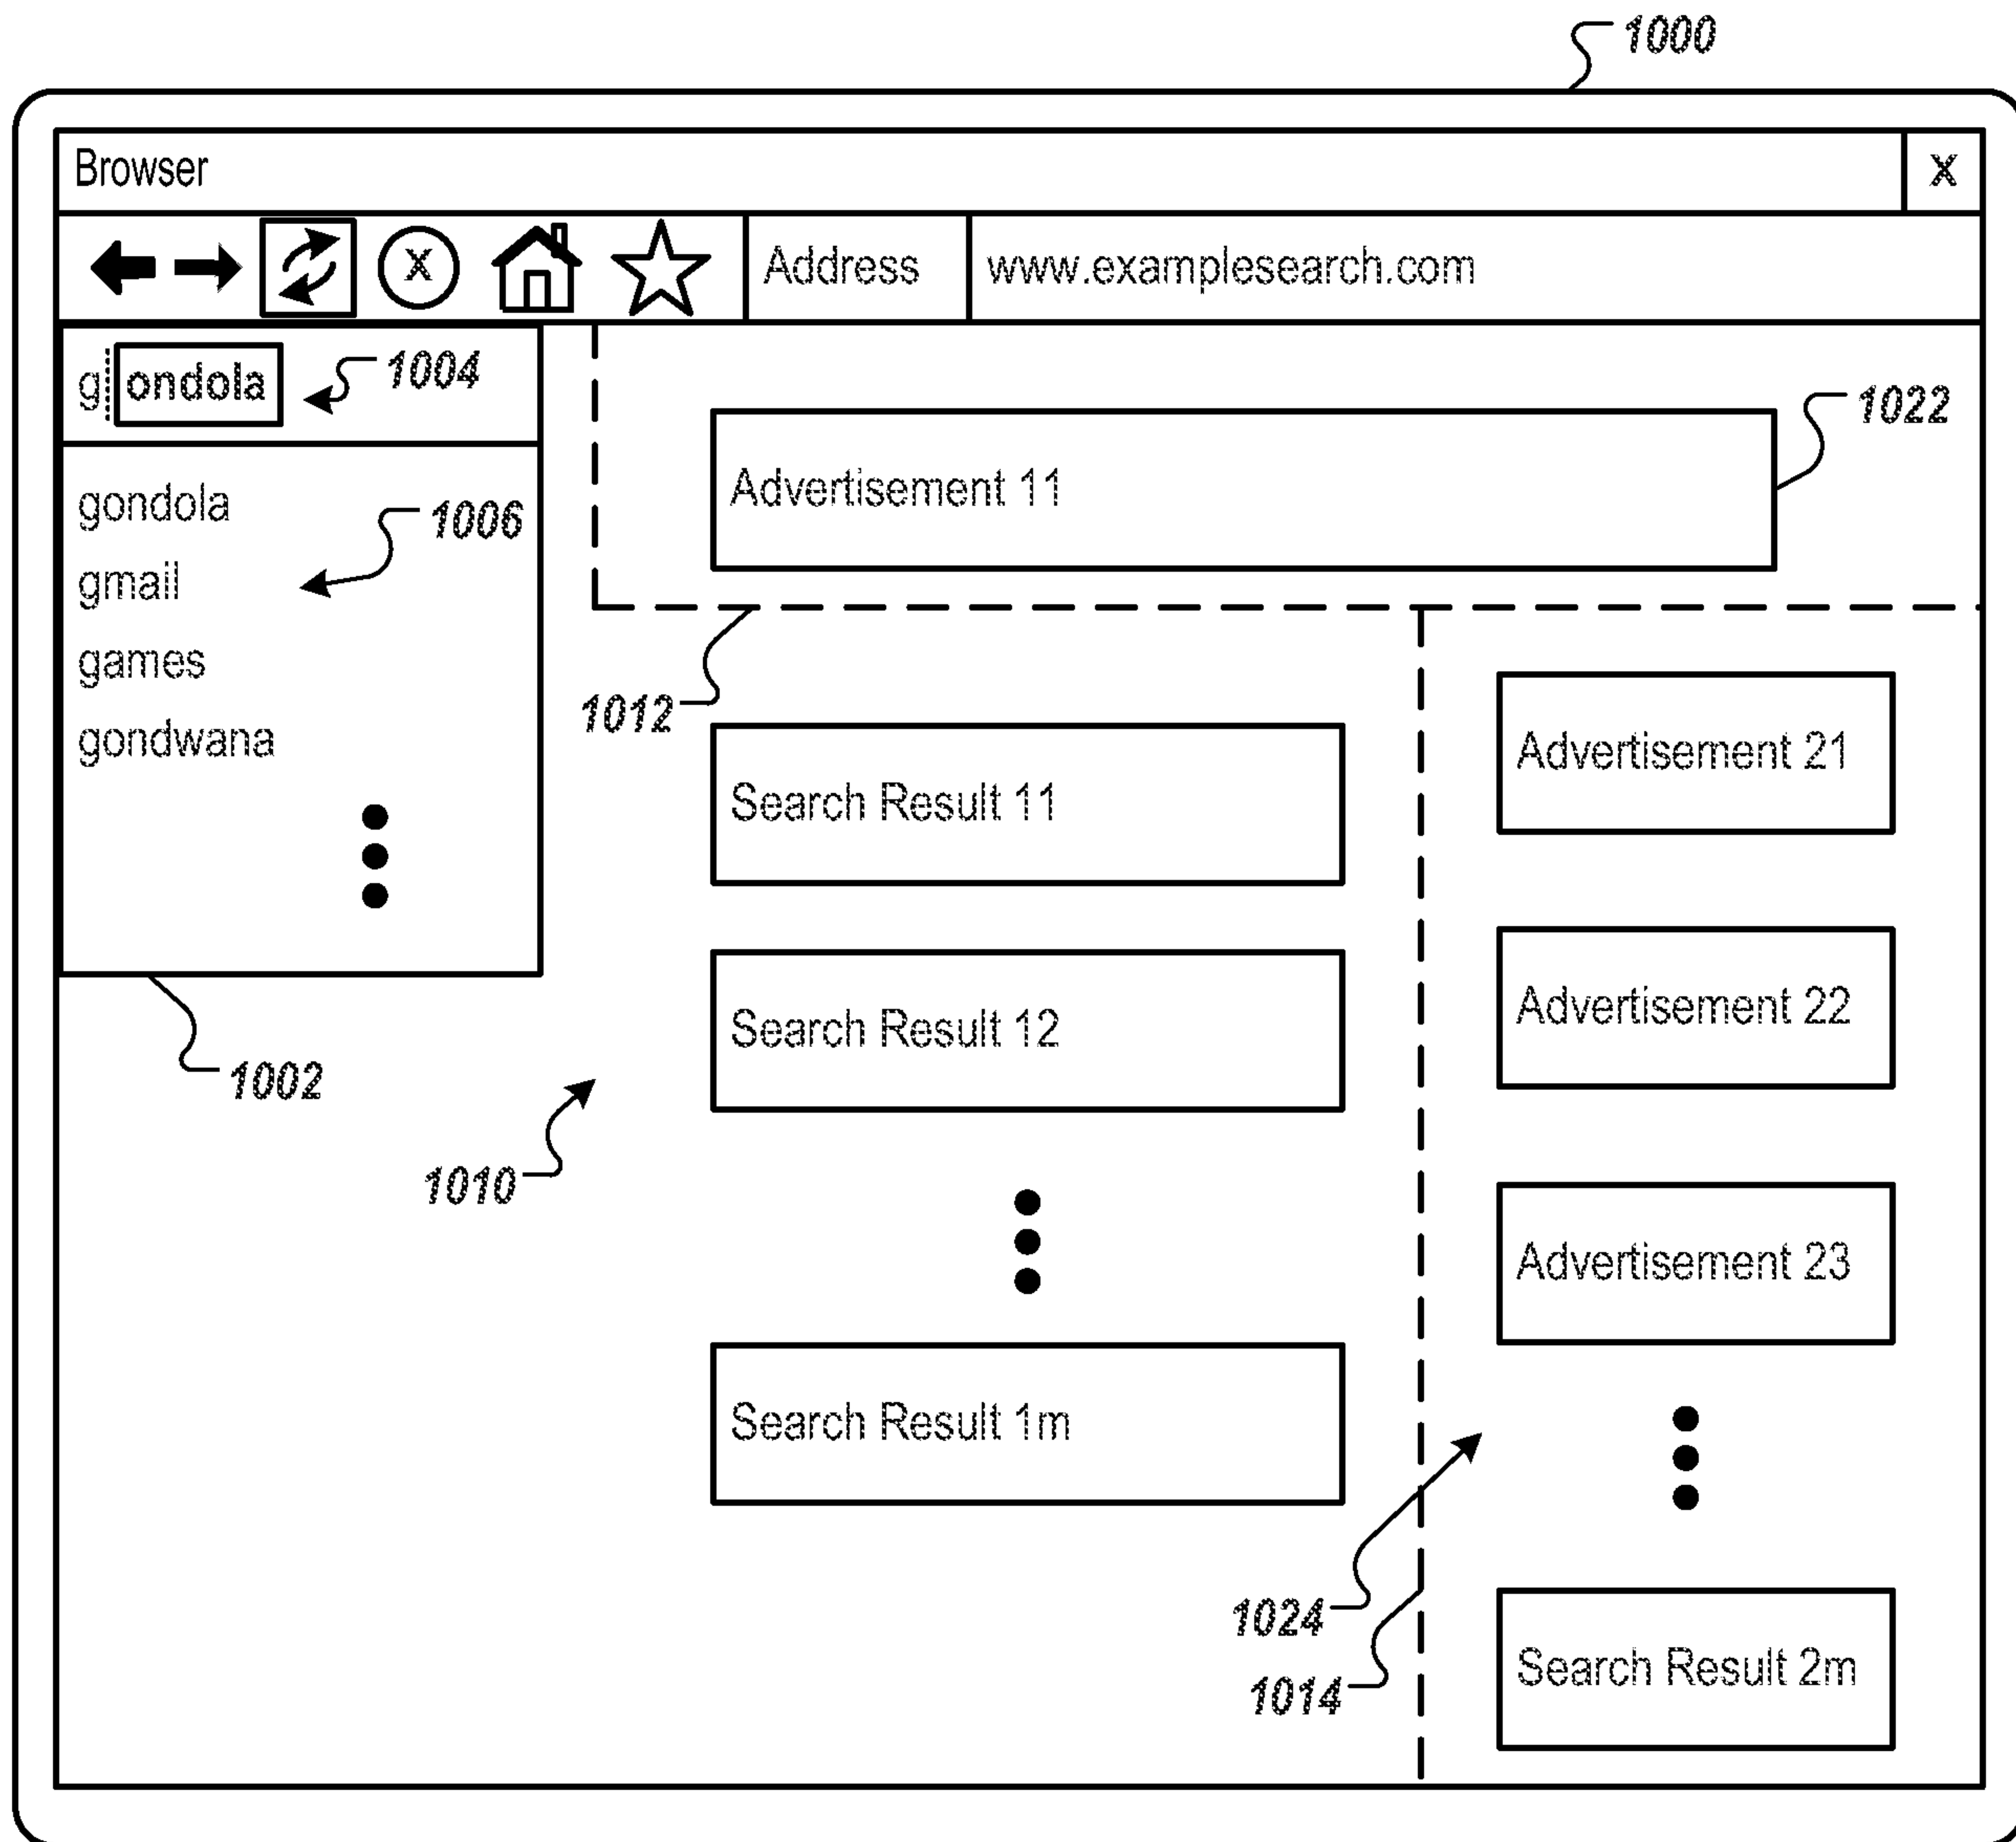 1000
Browser X
X Address www.examplesearch.com
g ondola 1004
gondola
1006
gmail
games
gondwana
1002
1022
Advertisement 11
1012
Search Result 11
Search Result 12
1010
Search Result 1m
Advertisement 21
Advertisement 22
Advertisement 23
1024
1014
Search Result 2m